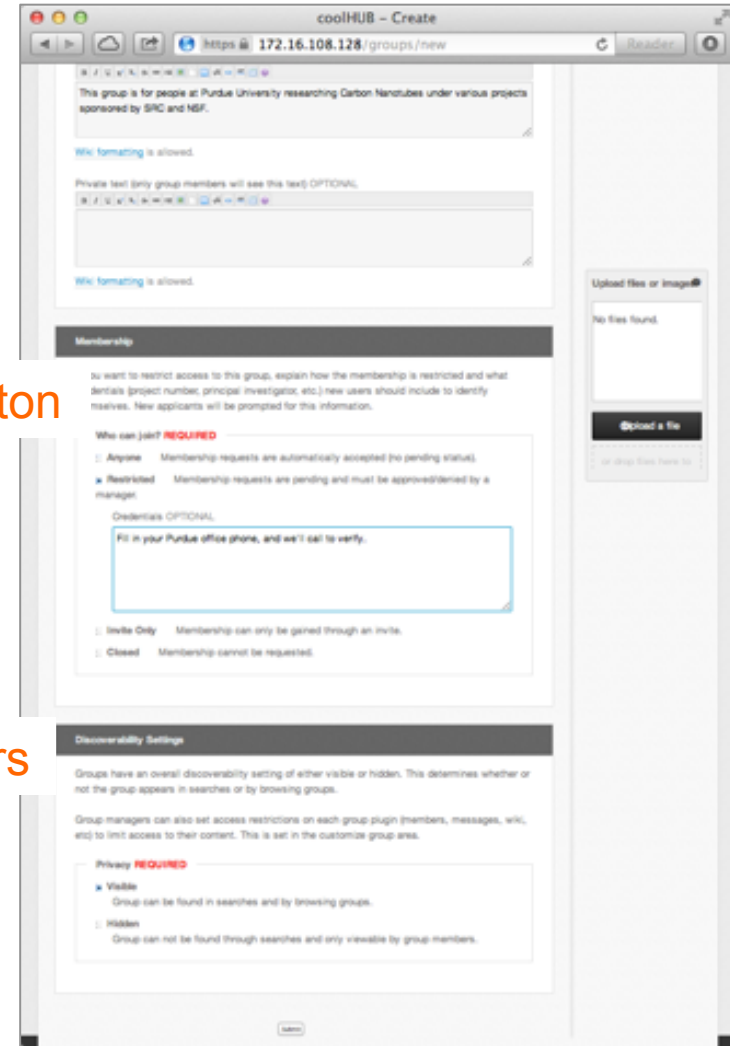 coolHUB – Create
https 172.16.108.128/groups/new
Reader
This group is for people at Purdue University researching Carbon Nanotubes under various projects
sponsored by SRC and NSF.
Wiki formatting is allowed.
Private text (only group members will see this text) OPTIONAL
Wiki formatting is allowed.
Upload files or image
No files found.
Upload a file
or drop files here to
Membership
ou want to restrict access to this group, explain how the membership is restricted and what
dentials (project number, principal investigator, etc.) new users should include to identify
mselves. New applicants will be prompted for this information.
ton
Who can join? REQUIRED
Anyone Membership requests are automatically accepted (no pending status).
Restricted Membership requests are pending and must be approved/denied by a
manager.
Credentials OPTIONAL
Fill in your Purdue office phone, and we'll call to verify.
Invite Only Membership can only be gained through an invite.
Closed Membership cannot be requested.
rs
Discoverability Settings
Groups have an overall discoverability setting of either visible or hidden. This determines whether or
not the group appears in searches or by browsing groups.
Group managers can also set access restrictions on each group plugin (members, messages, wiki,
etc) to limit access to their content. This is set in the customize group area.
Privacy REQUIRED
Visible
Group can be found in searches and by browsing groups.
Hidden
Group can not be found through searches and only viewable by group members.
Submit